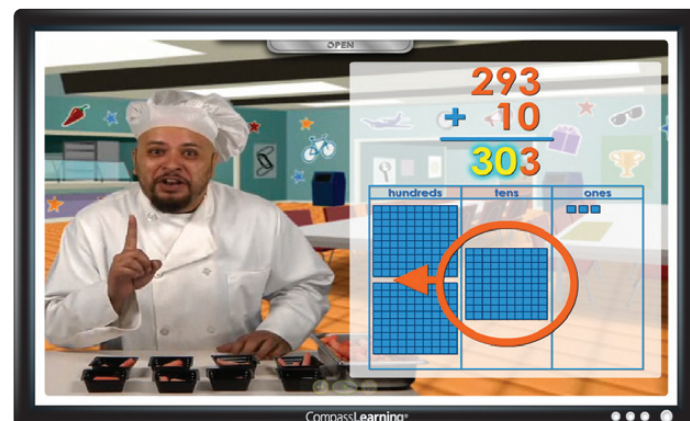 OPEN
293
+ 10
303
hundreds tens ones
CompassLearning®